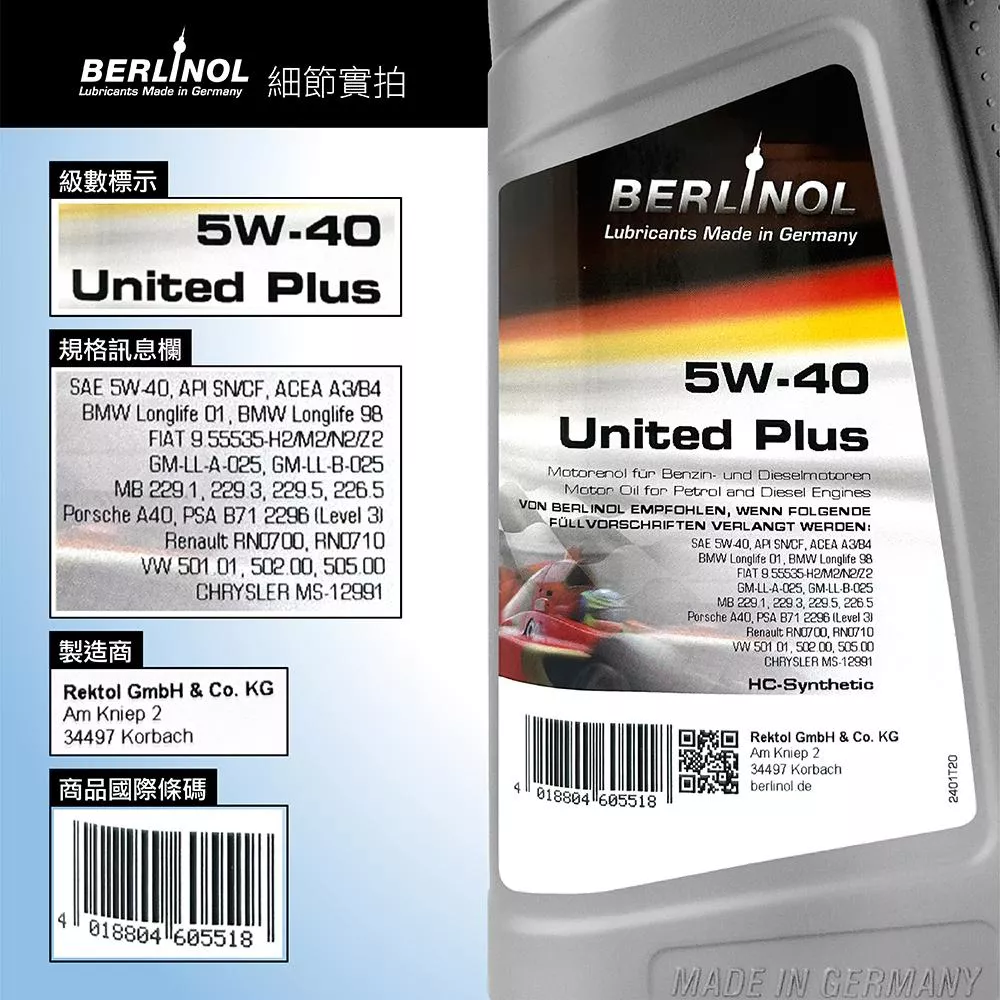 BERLINOL
Lubricants Made in Germany
細節實拍
級數標示
5W-40
United Plus
規格訊息欄
SAE 5W-40, API SN/CF, ACEA A3/B4
BMW Longlife 01, BMW Longlife 98
FIAT 9.55535-H2/M2/N2/Z2
GM-LL-A-025, GM-LL-B-025
MB 229.1, 229.3, 229.5, 226.5
Porsche A40, PSA B71 2296 (Level 3)
Renault RN0700, RN0710
VW 501 01, 502.00, 505.00
CHRYSLER MS-12991
製造商
Rektol GmbH & Co. KG
Am Kniep 2
34497 Korbach
商品國際條碼
4 018804 605518
BERLINOL
Lubricants Made in Germany
5W-40
United Plus
Motorenöl für Benzin- und Dieselmotoren
Motor Oil for Petrol and Diesel Engines
VON BERLINOL EMPFOHLEN, WENN FOLGENDE
FÜLLVORSCHRIFTEN VERLANGT WERDEN:
SAE 5W-40, API SN/CF, ACEA A3/B4
BMW Longlife 01, BMW Longlife 98
FIAT 9.55535-H2/M2/N2/Z2
GM-LL-A-025, GM-LL-B-025
MB 229.1, 229.3, 229.5, 226.5
Porsche A40, PSA B71 2296 (Level 3)
Renault RN0700, RN0710
VW 501 01, 502 00, 505 00
CHRYSLER MS-12991
HC-Synthetic
4 018804 605518
Rektol GmbH & Co. KG
Am Kniep 2
34497 Korbach
berlinol.de
2401T20
MADE IN GERMANY